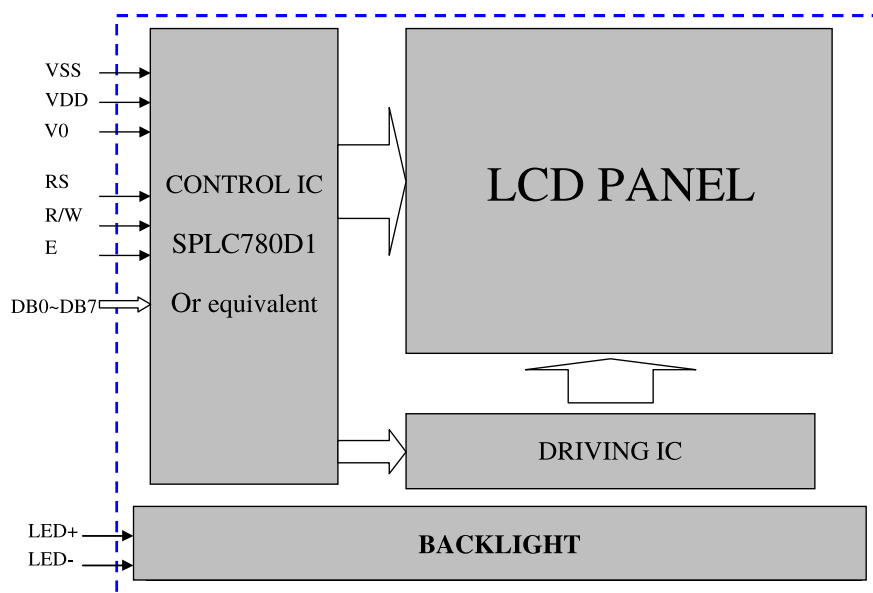 VSS
VDD
V0
RS
R/W
E
DB0~DB7
CONTROL IC
SPLC780D1
Or equivalent
LCD PANEL
DRIVING IC
LED+
LED-
BACKLIGHT